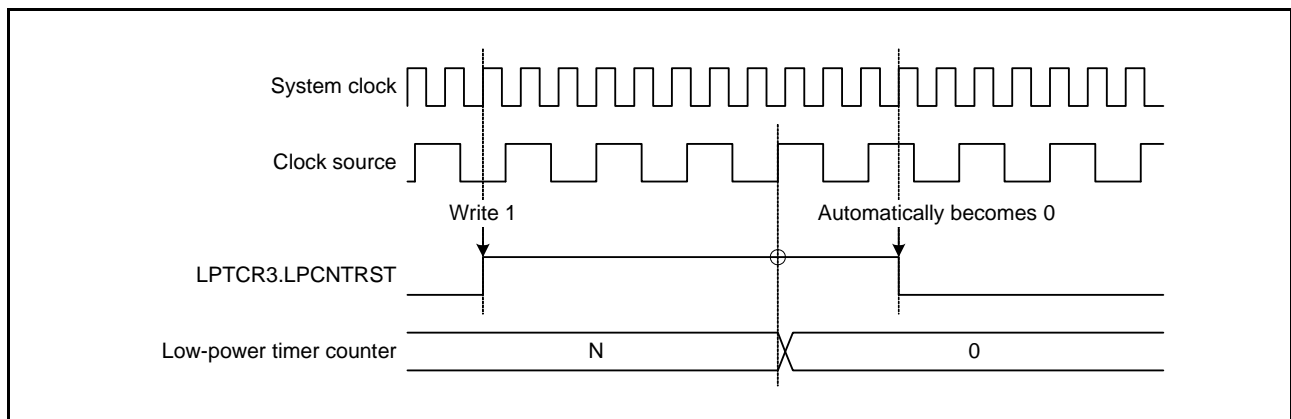 System clock
Clock source
Write 1
Automatically becomes 0
LPTCR3.LPCNTRST
Low-power timer counter
N
0